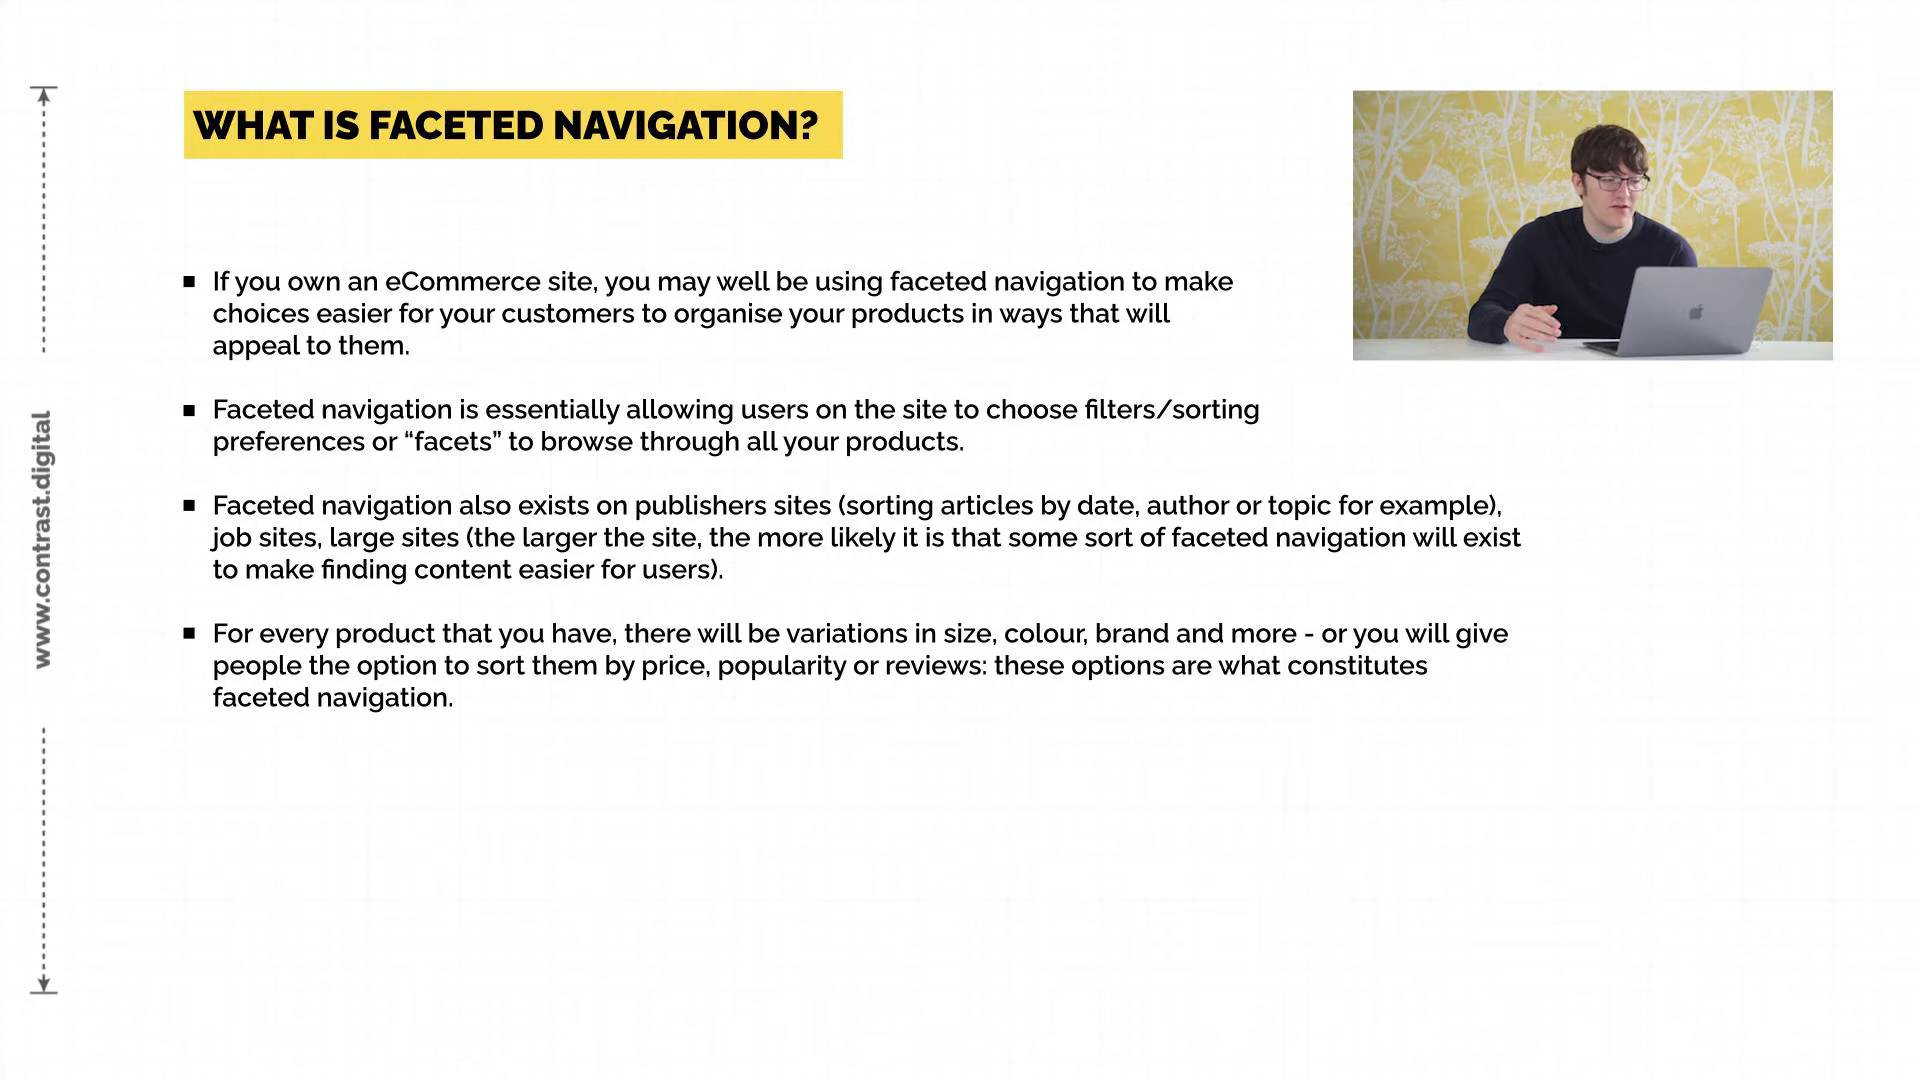 WHAT IS FACETED NAVIGATION?
If you own an eCommerce site, you may well be using faceted navigation to make
choices easier for your customers to organise your products in ways that will
appeal to them.
Faceted navigation is essentially allowing users on the site to choose filters/sorting
preferences or “facets” to browse through all your products.
Faceted navigation also exists on publishers sites (sorting articles by date, author or topic for example),
job sites, large sites (the larger the site, the more likely it is that some sort of faceted navigation will exist
to make finding content easier for users).
For every product that you have, there will be variations in size, colour, brand and more - or you will give
people the option to sort them by price, popularity or reviews: these options are what constitutes
faceted navigation.
www.contrast.digital